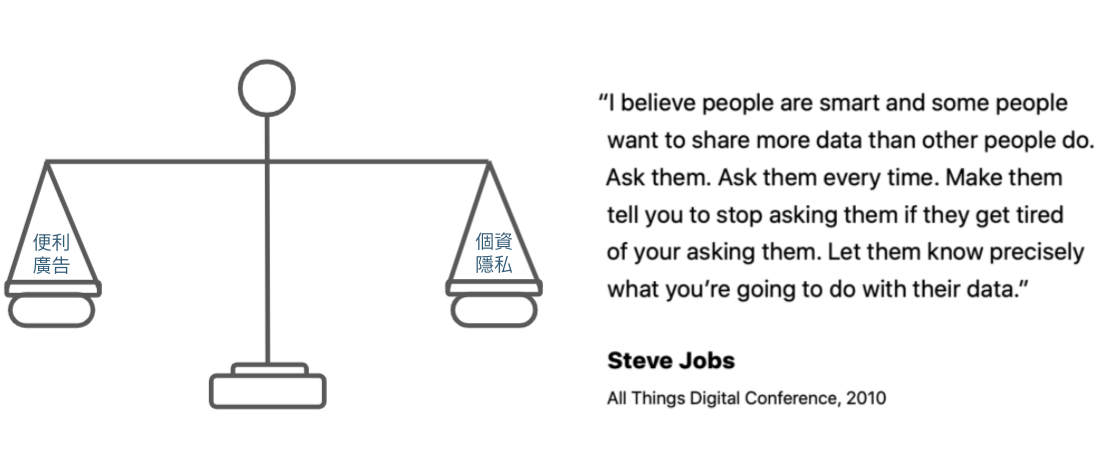 便利
廣告
個資
隱私
“I believe people are smart and some people
want to share more data than other people do.
Ask them. Ask them every time. Make them
tell you to stop asking them if they get tired
of your asking them. Let them know precisely
what you’re going to do with their data.”
Steve Jobs
All Things Digital Conference, 2010